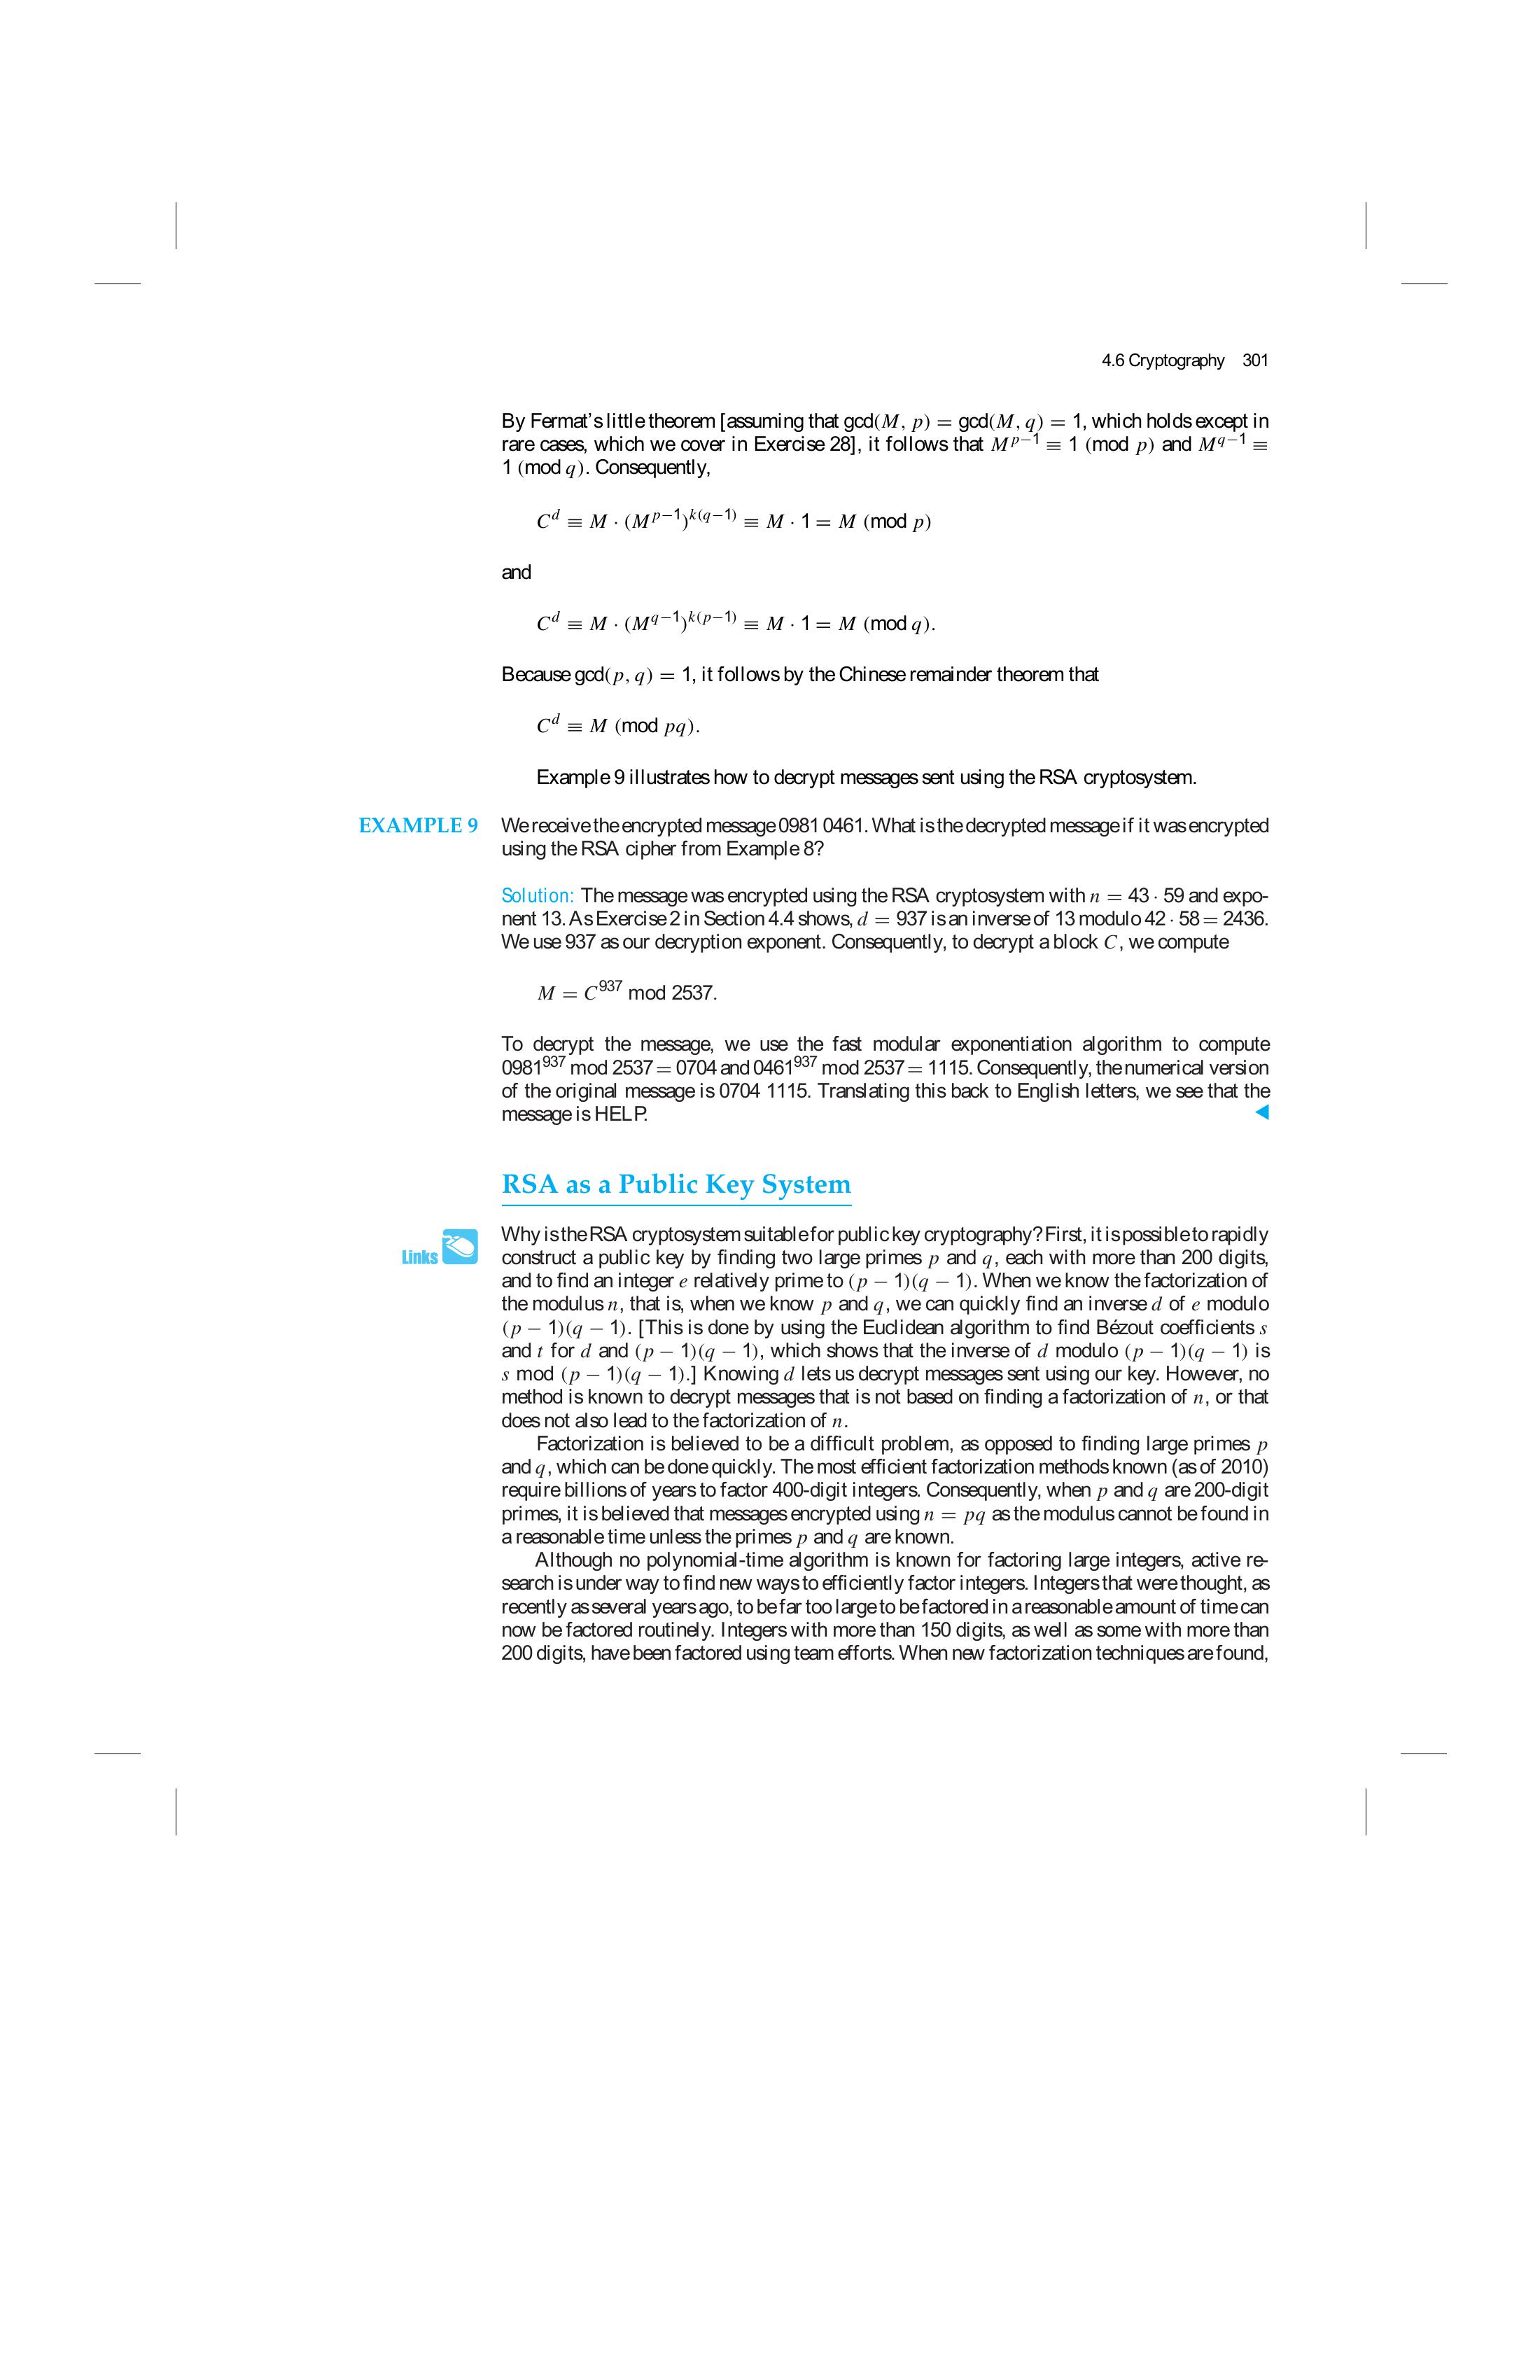 4.6 Cryptography 301
By Fermat's little theorem [assuming that gcd(M, p) = gcd(M, q) = 1, which holds except in
rare cases, which we cover in Exercise 28], it follows that M^{p−1} ≡ 1 (mod p) and M^{q−1} ≡
1 (mod q). Consequently,
C^d ≡ M · (M^{p−1})^{k(q−1)} ≡ M · 1 = M (mod p)
and
C^d ≡ M · (M^{q−1})^{k(p−1)} ≡ M · 1 = M (mod q).
Because gcd(p, q) = 1, it follows by the Chinese remainder theorem that
C^d ≡ M (mod pq).
Example 9 illustrates how to decrypt messages sent using the RSA cryptosystem.
EXAMPLE 9 We receive the encrypted message 0981 0461. What is the decrypted message if it was encrypted
using the RSA cipher from Example 8?
Solution: The message was encrypted using the RSA cryptosystem with n = 43 · 59 and expo-
nent 13. As Exercise 2 in Section 4.4 shows, d = 937 is an inverse of 13 modulo 42 · 58 = 2436.
We use 937 as our decryption exponent. Consequently, to decrypt a block C, we compute
M = C^{937} mod 2537.
To decrypt the message, we use the fast modular exponentiation algorithm to compute
0981^{937} mod 2537 = 0704 and 0461^{937} mod 2537 = 1115. Consequently, the numerical version
of the original message is 0704 1115. Translating this back to English letters, we see that the
message is HELP. ◀
RSA as a Public Key System
Links
Why is the RSA cryptosystem suitable for public key cryptography? First, it is possible to rapidly
construct a public key by finding two large primes p and q, each with more than 200 digits,
and to find an integer e relatively prime to (p − 1)(q − 1). When we know the factorization of
the modulus n, that is, when we know p and q, we can quickly find an inverse d of e modulo
(p − 1)(q − 1). [This is done by using the Euclidean algorithm to find Bézout coefficients s
and t for d and (p − 1)(q − 1), which shows that the inverse of d modulo (p − 1)(q − 1) is
s mod (p − 1)(q − 1).] Knowing d lets us decrypt messages sent using our key. However, no
method is known to decrypt messages that is not based on finding a factorization of n, or that
does not also lead to the factorization of n.
Factorization is believed to be a difficult problem, as opposed to finding large primes p
and q, which can be done quickly. The most efficient factorization methods known (as of 2010)
require billions of years to factor 400-digit integers. Consequently, when p and q are 200-digit
primes, it is believed that messages encrypted using n = pq as the modulus cannot be found in
a reasonable time unless the primes p and q are known.
Although no polynomial-time algorithm is known for factoring large integers, active re-
search is under way to find new ways to efficiently factor integers. Integers that were thought, as
recently as several years ago, to be far too large to be factored in a reasonable amount of time can
now be factored routinely. Integers with more than 150 digits, as well as some with more than
200 digits, have been factored using team efforts. When new factorization techniques are found,